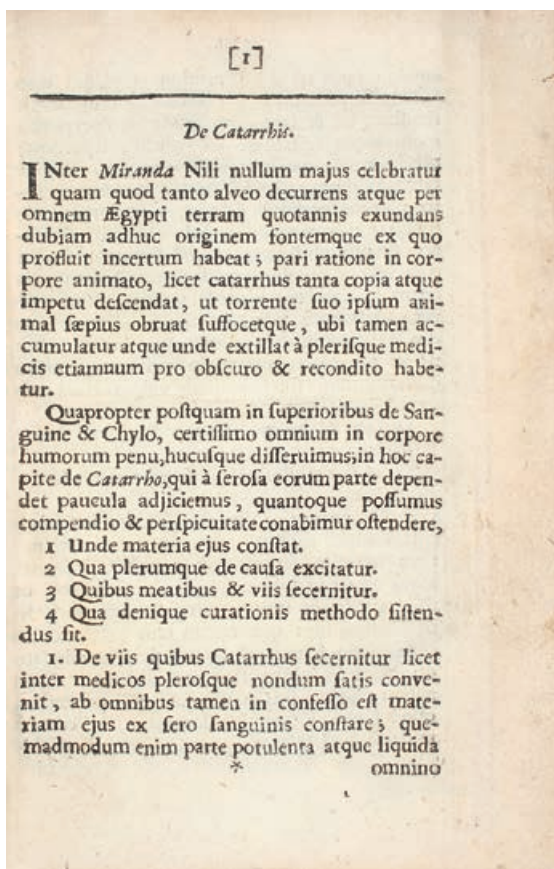 [1]
De Catarrhis.
INter Miranda Nili nullum majus celebratur
quam quod tanto alveo decurrens atque per
omnem Ægypti terram quotannis exundans
dubiam adhuc originem fontemque ex quo
profluit incertum habeat; pari ratione in cor-
pore animato, licet catarrhus tanta copia atque
impetu deſcendat, ut torrente ſuo ipſum ani-
mal ſæpius obruat ſuffocetque, ubi tamen ac-
cumulatur atque unde extillat à pleriſque medi-
cis etiamnum pro obſcuro & recondito habe-
tur.
Quapropter poſtquam in ſuperioribus de San-
guine & Chylo, certiſſimo omnium in corpore
humorum penu, hucuſque diſſeruimus; in hoc ca-
pite de Catarrho, qui à ſeroſa eorum parte depen-
det paucula adjiciemus, quantoque poſſumus
compendio & perſpicuitate conabimur oſtendere,
1 Unde materia ejus conſtat.
2 Qua plerumque de cauſa excitatur.
3 Quibus meatibus & viis ſecernitur.
4 Qua denique curationis methodo ſiſten-
dus ſit.
1. De viis quibus Catarrhus ſecernitur licet
inter medicos pleroſque nondum ſatis conve-
nit, ab omnibus tamen in confeſſo eſt mate-
riam ejus ex ſero ſanguinis conſtare; que-
madmodum enim parte potulenta atque liquida
* omnino